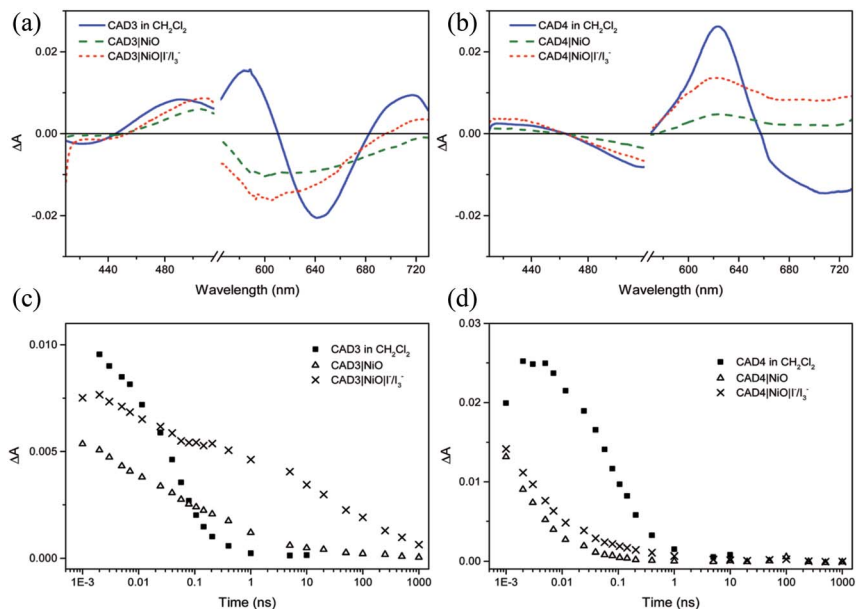 (a)
CAD3 in CH₂Cl₂
CAD3|NiO
CAD3|NiO|I⁻/I₃⁻
0.02
0.00
-0.02
ΔA
440 480 600 640 680 720
Wavelength (nm)
(b)
CAD4 in CH₂Cl₂
CAD4|NiO
CAD4|NiO|I⁻/I₃⁻
0.02
0.00
-0.02
ΔA
440 480 600 640 680 720
Wavelength (nm)
(c)
CAD3 in CH₂Cl₂
CAD3|NiO
CAD3|NiO|I⁻/I₃⁻
0.010
0.005
0.000
ΔA
1E-3 0.01 0.1 1 10 100 1000
Time (ns)
(d)
CAD4 in CH₂Cl₂
CAD4|NiO
CAD4|NiO|I⁻/I₃⁻
0.03
0.02
0.01
0.00
ΔA
1E-3 0.01 0.1 1 10 100 1000
Time (ns)